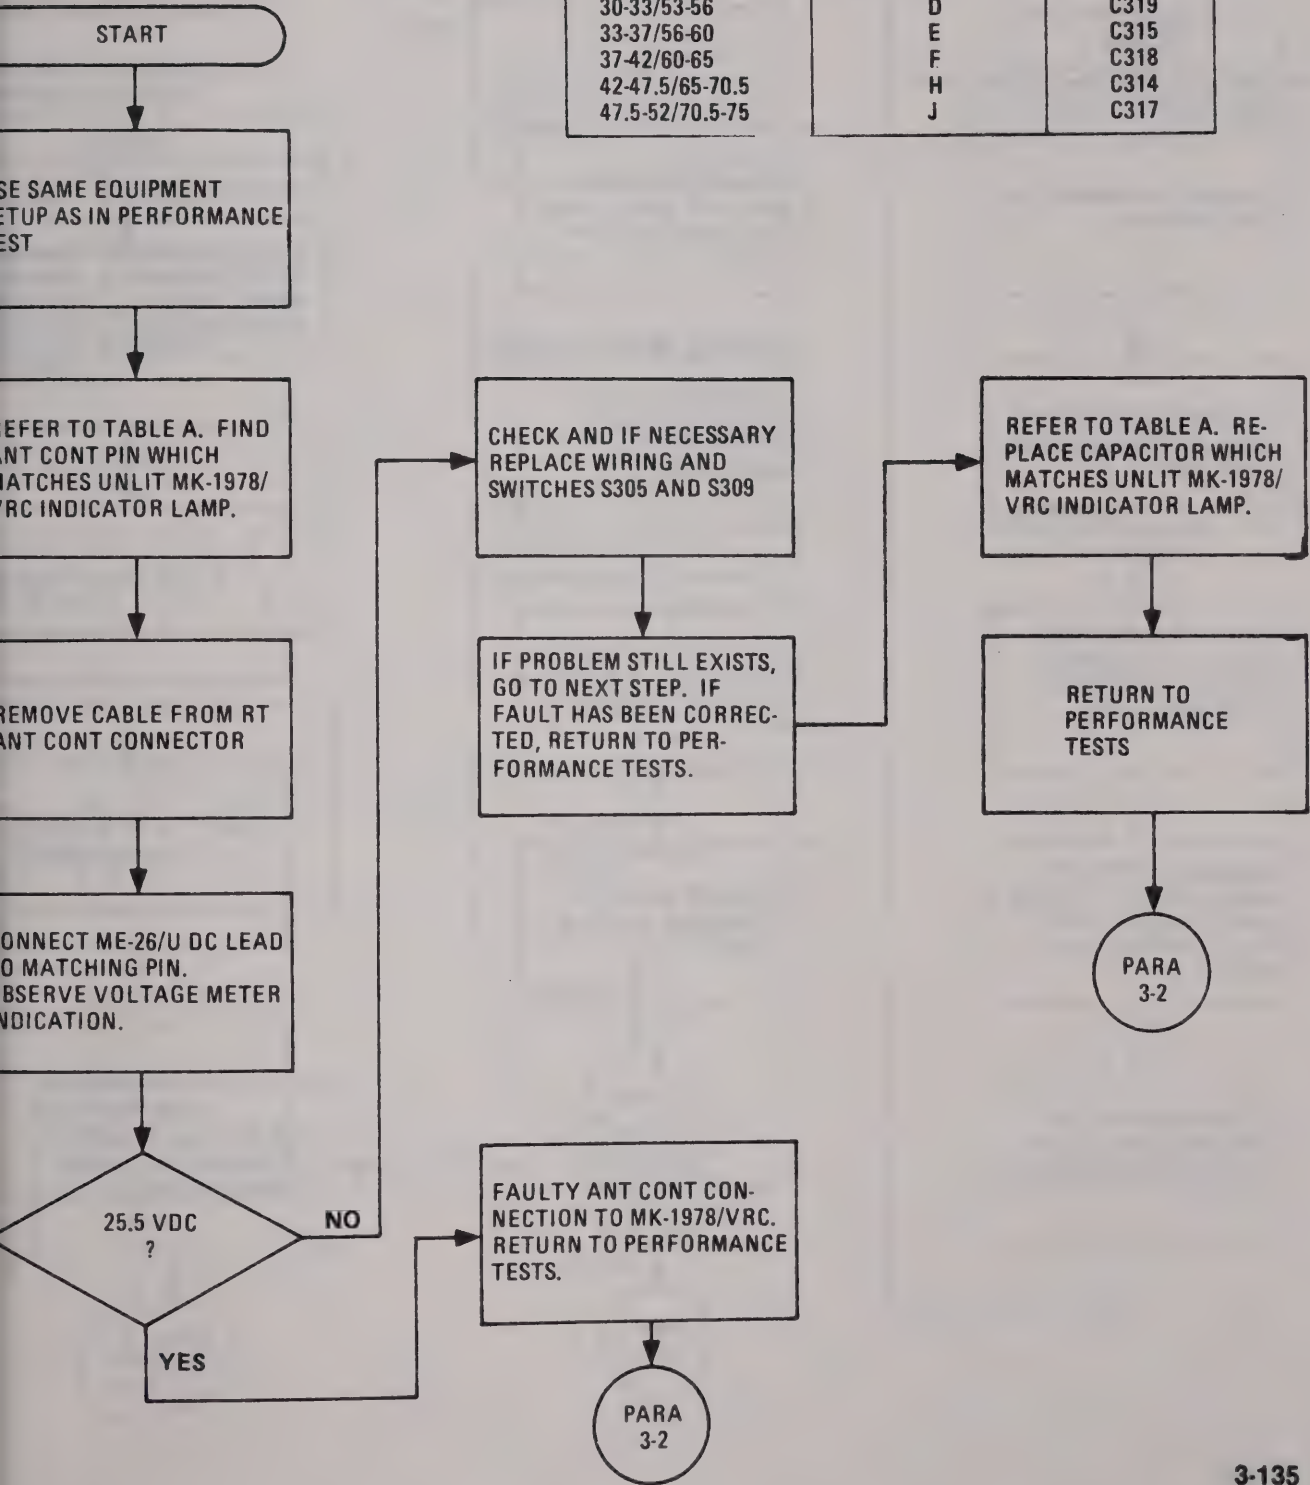 30-33/53-56 D C319
33-37/56-60 E C315
37-42/60-65 F C318
42-47.5/65-70.5 H C314
47.5-52/70.5-75 J C317
START
SE SAME EQUIPMENT
ETUP AS IN PERFORMANCE
EST
EFER TO TABLE A. FIND
ANT CONT PIN WHICH
MATCHES UNLIT MK-1978/
VRC INDICATOR LAMP.
REMOVE CABLE FROM RT
ANT CONT CONNECTOR
ONNECT ME-26/U DC LEAD
O MATCHING PIN.
BSERVE VOLTAGE METER
NDICATION.
25.5 VDC
?
NO
YES
CHECK AND IF NECESSARY
REPLACE WIRING AND
SWITCHES S305 AND S309
IF PROBLEM STILL EXISTS,
GO TO NEXT STEP. IF
FAULT HAS BEEN CORREC-
TED, RETURN TO PER-
FORMANCE TESTS.
FAULTY ANT CONT CON-
NECTION TO MK-1978/VRC.
RETURN TO PERFORMANCE
TESTS.
PARA
3-2
REFER TO TABLE A. RE-
PLACE CAPACITOR WHICH
MATCHES UNLIT MK-1978/
VRC INDICATOR LAMP.
RETURN TO
PERFORMANCE
TESTS
PARA
3-2
3-135